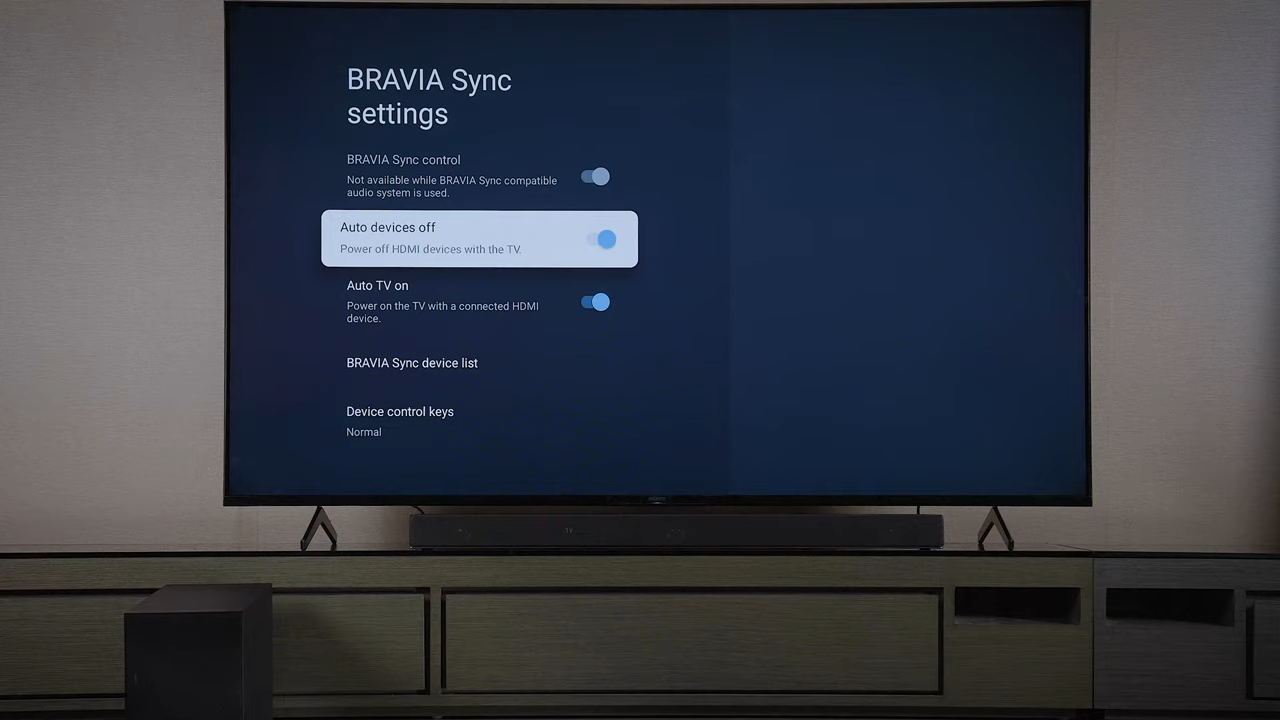 BRAVIA Sync
settings
BRAVIA Sync control
Not available while BRAVIA Sync compatible
audio system is used.
Auto devices off
Power off HDMI devices with the TV.
Auto TV on
Power on the TV with a connected HDMI
device.
BRAVIA Sync device list
Device control keys
Normal
TV